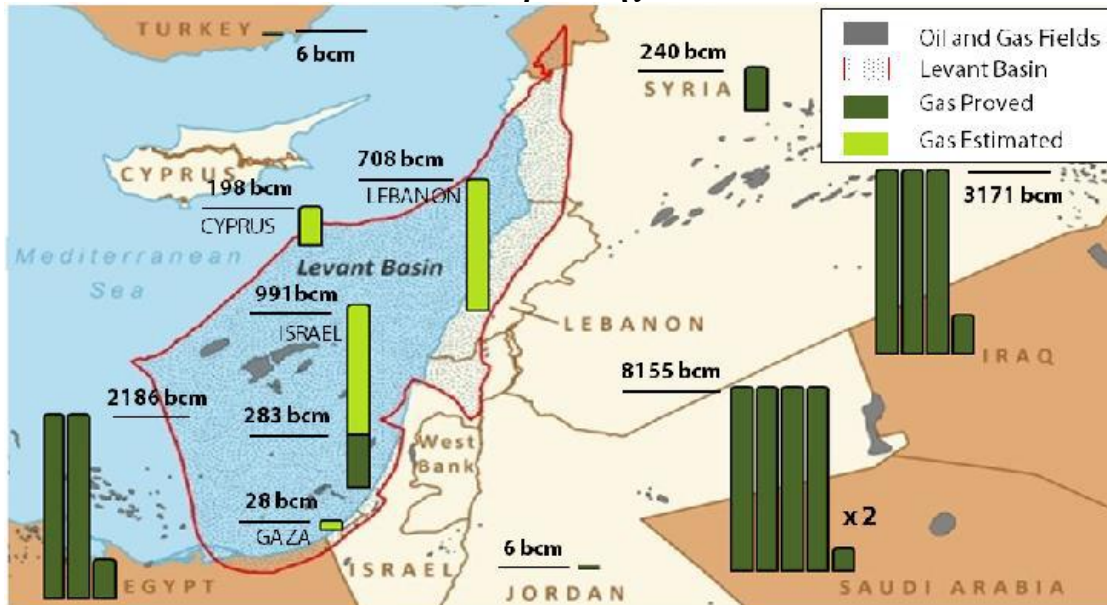 TURKEY
6 bcm
240 bcm
SYRIA
Oil and Gas Fields
Levant Basin
Gas Proved
Gas Estimated
CYPRUS
198 bcm
CYPRUS
708 bcm
LEBANON
3171 bcm
Mediterranean
Sea
Levant Basin
991 bcm
ISRAEL
LEBANON
IRAQ
8155 bcm
2186 bcm
283 bcm
West
Bank
28 bcm
GAZA
x 2
6 bcm
EGYPT
ISRAEL
JORDAN
SAUDI ARABIA